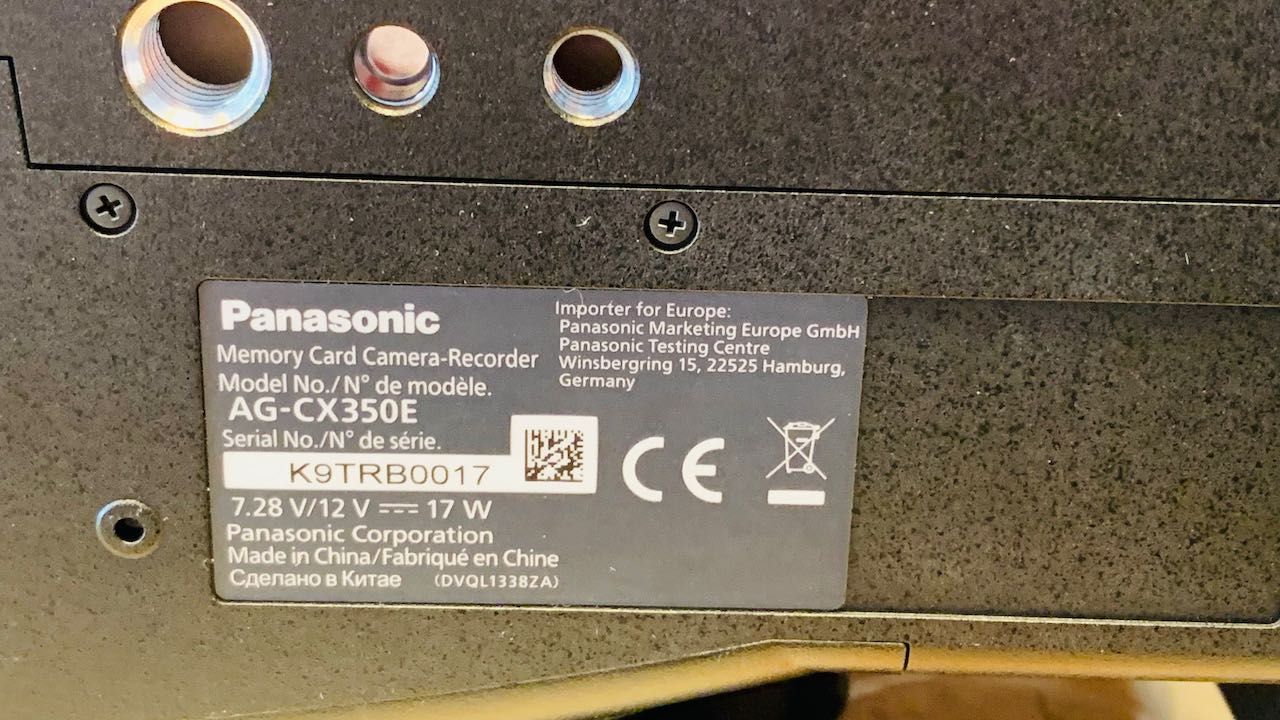 Panasonic
Memory Card Camera-Recorder
Model No./N° de modèle.
AG-CX350E
Serial No./N° de série.
K9TRB0017
7.28 V/12 V ⎓ 17 W
Panasonic Corporation
Made in China/Fabriqué en Chine
Сделано в Китае (DVQL1338ZA)
Importer for Europe:
Panasonic Marketing Europe GmbH
Panasonic Testing Centre
Winsbergring 15, 22525 Hamburg,
Germany
CE